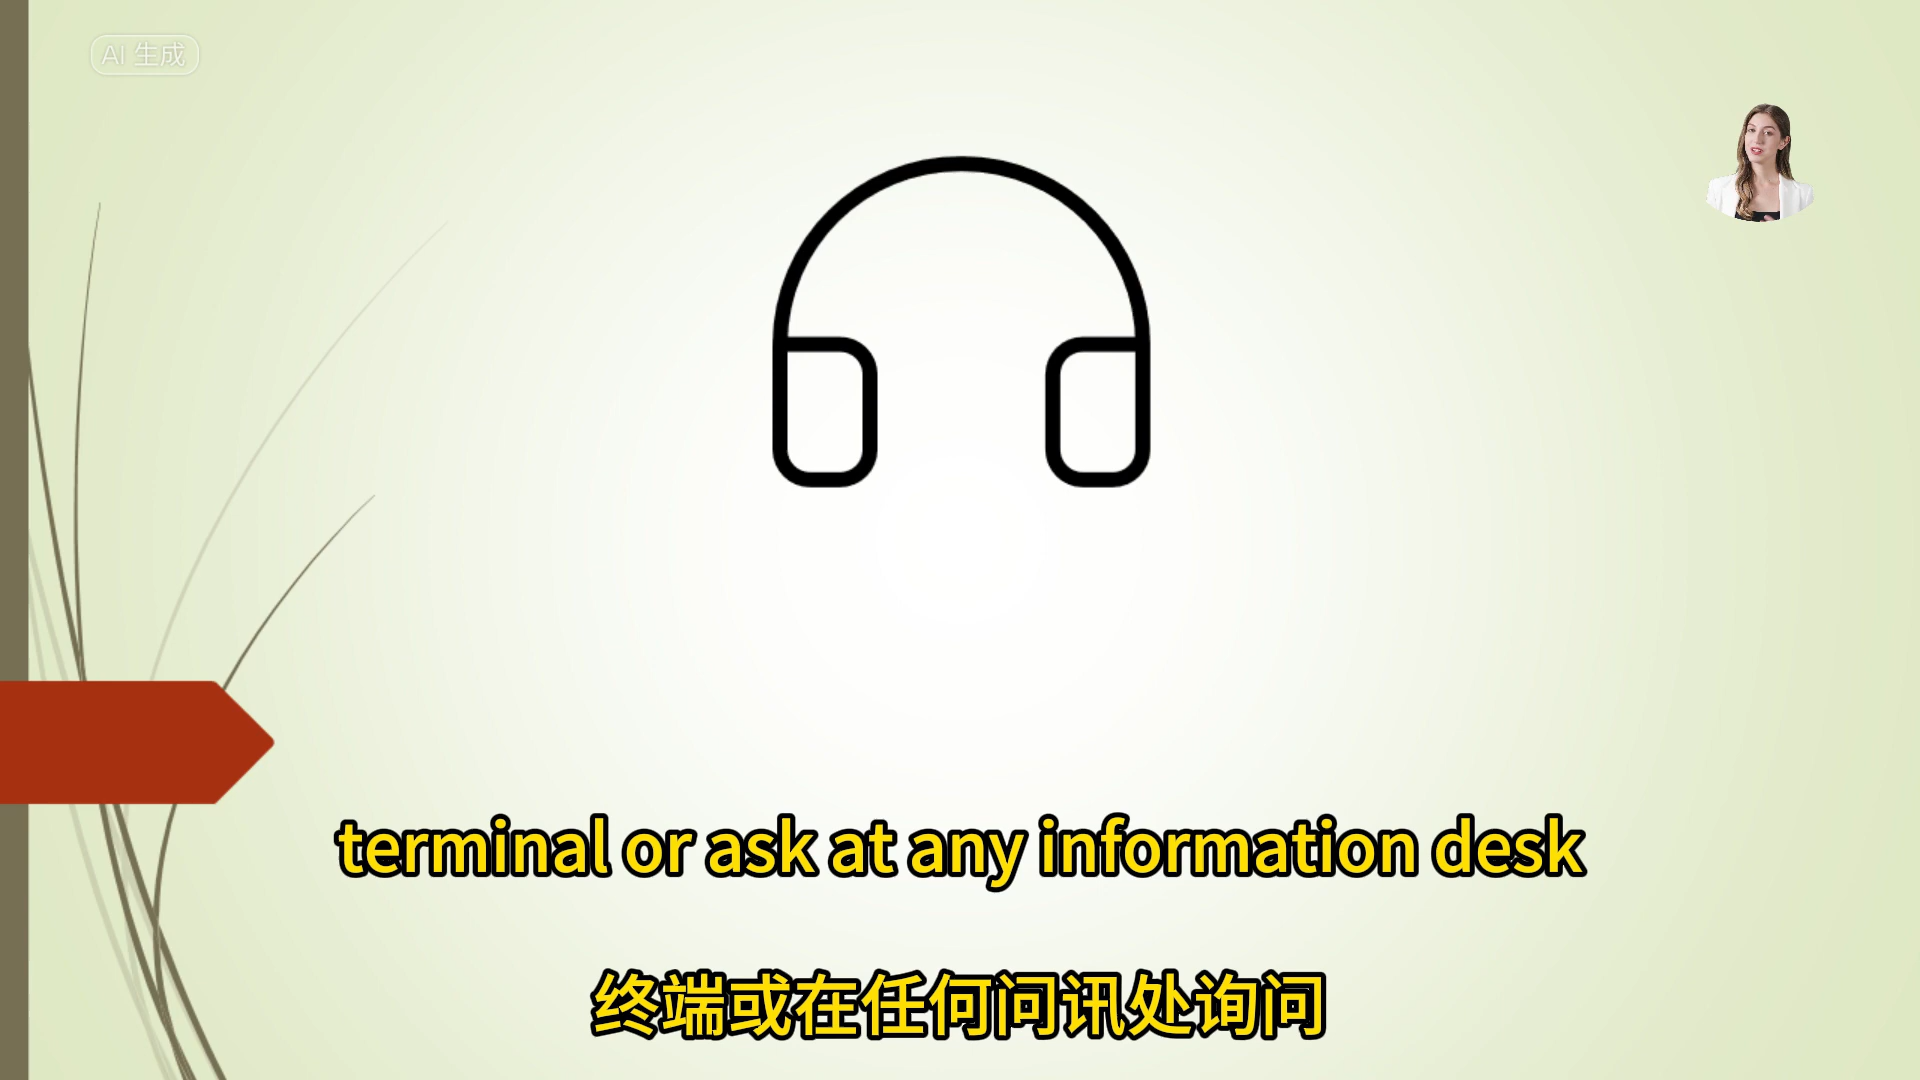 AI 生成
terminal or ask at any information desk
终端或在任何问讯处询问